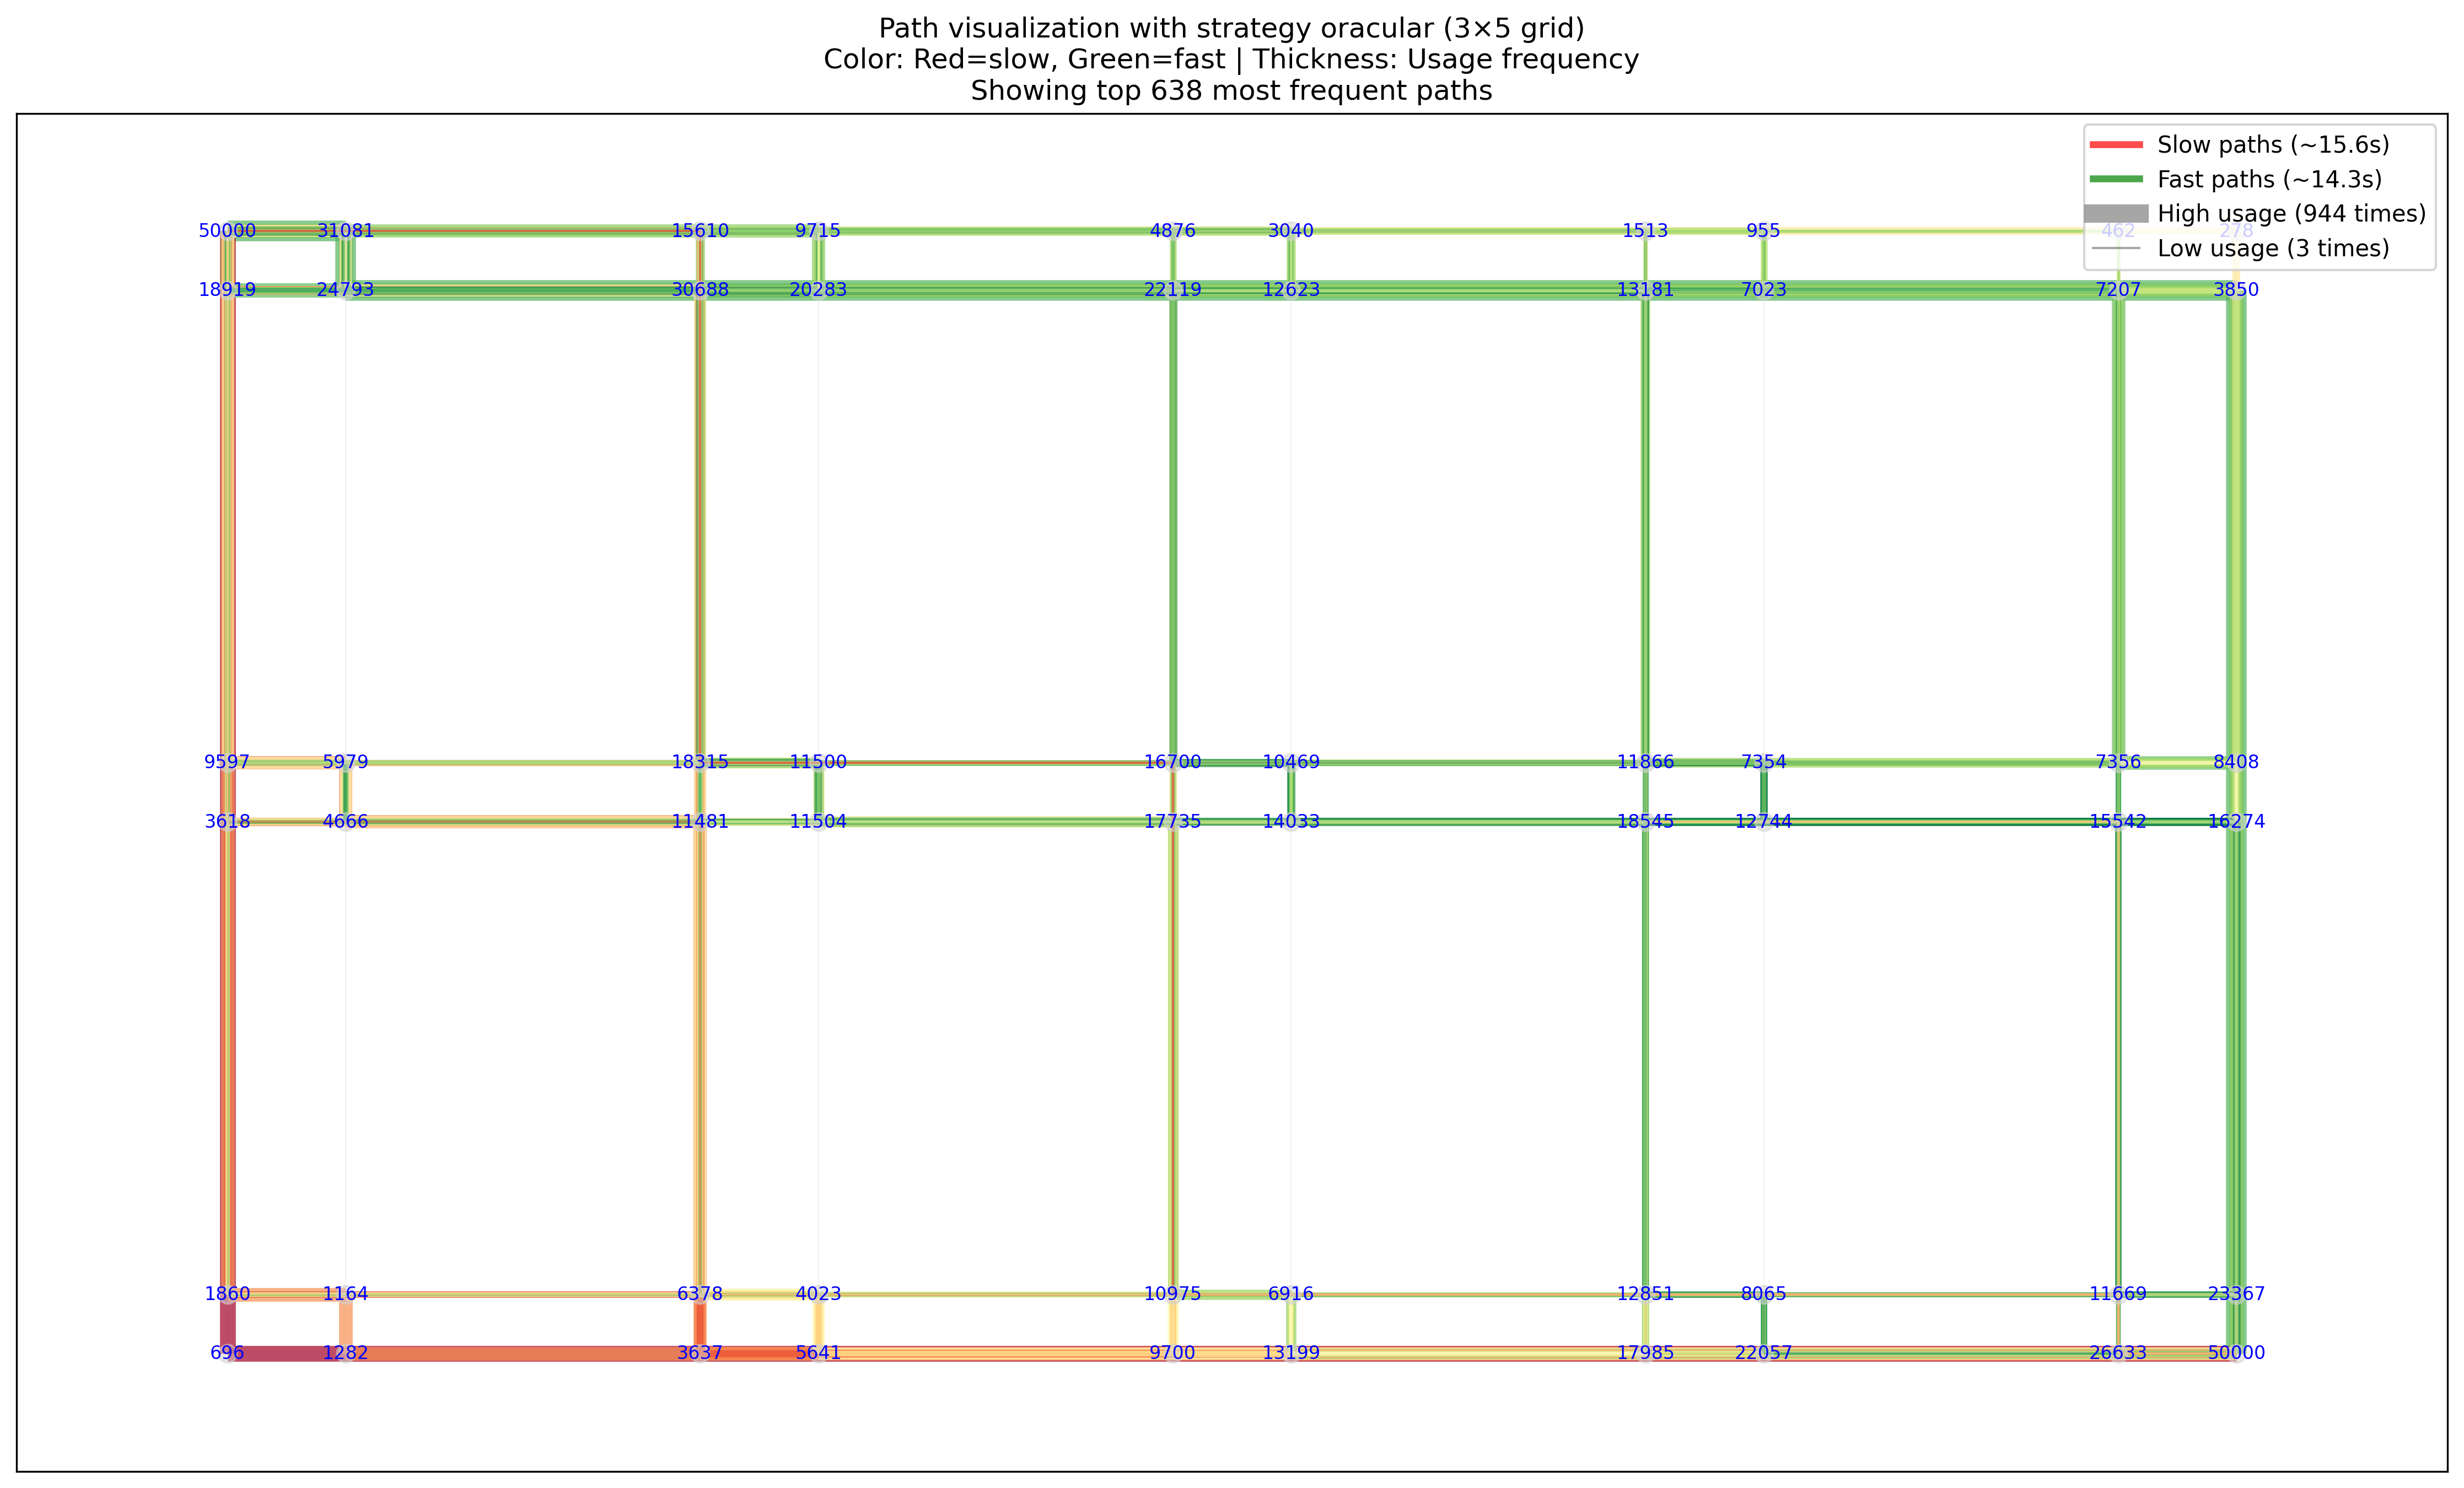 Path visualization with strategy oracular (3×5 grid)
Color: Red=slow, Green=fast | Thickness: Usage frequency
Showing top 638 most frequent paths
Slow paths (~15.6s)
Fast paths (~14.3s)
High usage (944 times)
Low usage (3 times)
50000 31081 15610 9715 4876 3040 1513 955 462 278
18919 24793 30688 20283 22119 12623 13181 7023 7207 3850
9597 5979 18315 11500 16700 10469 11866 7354 7356 8408
3618 4666 11481 11504 17735 14033 18545 12744 15542 16274
1860 1164 6378 4023 10975 6916 12851 8065 11669 23367
696 1282 3637 5641 9700 13199 17985 22057 26633 50000